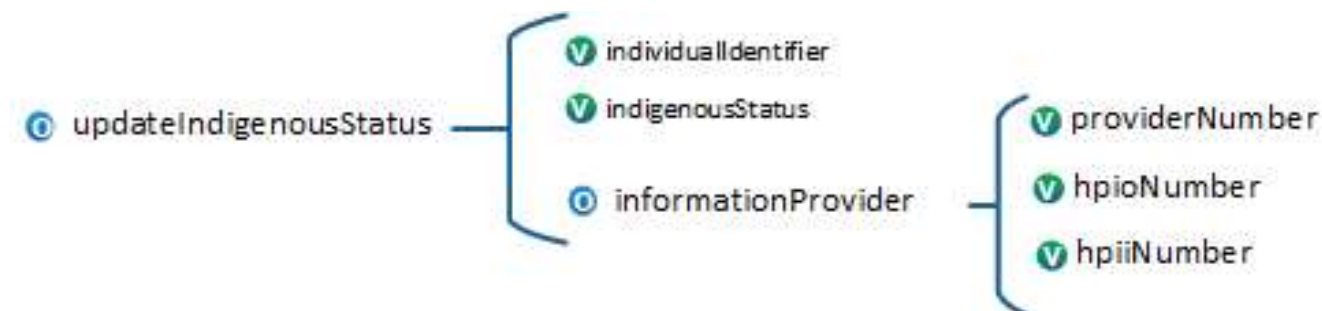 V individualIdentifier
V indigenousStatus
O updateIndigenousStatus
O informationProvider
V providerNumber
V hpioNumber
V hpiiNumber